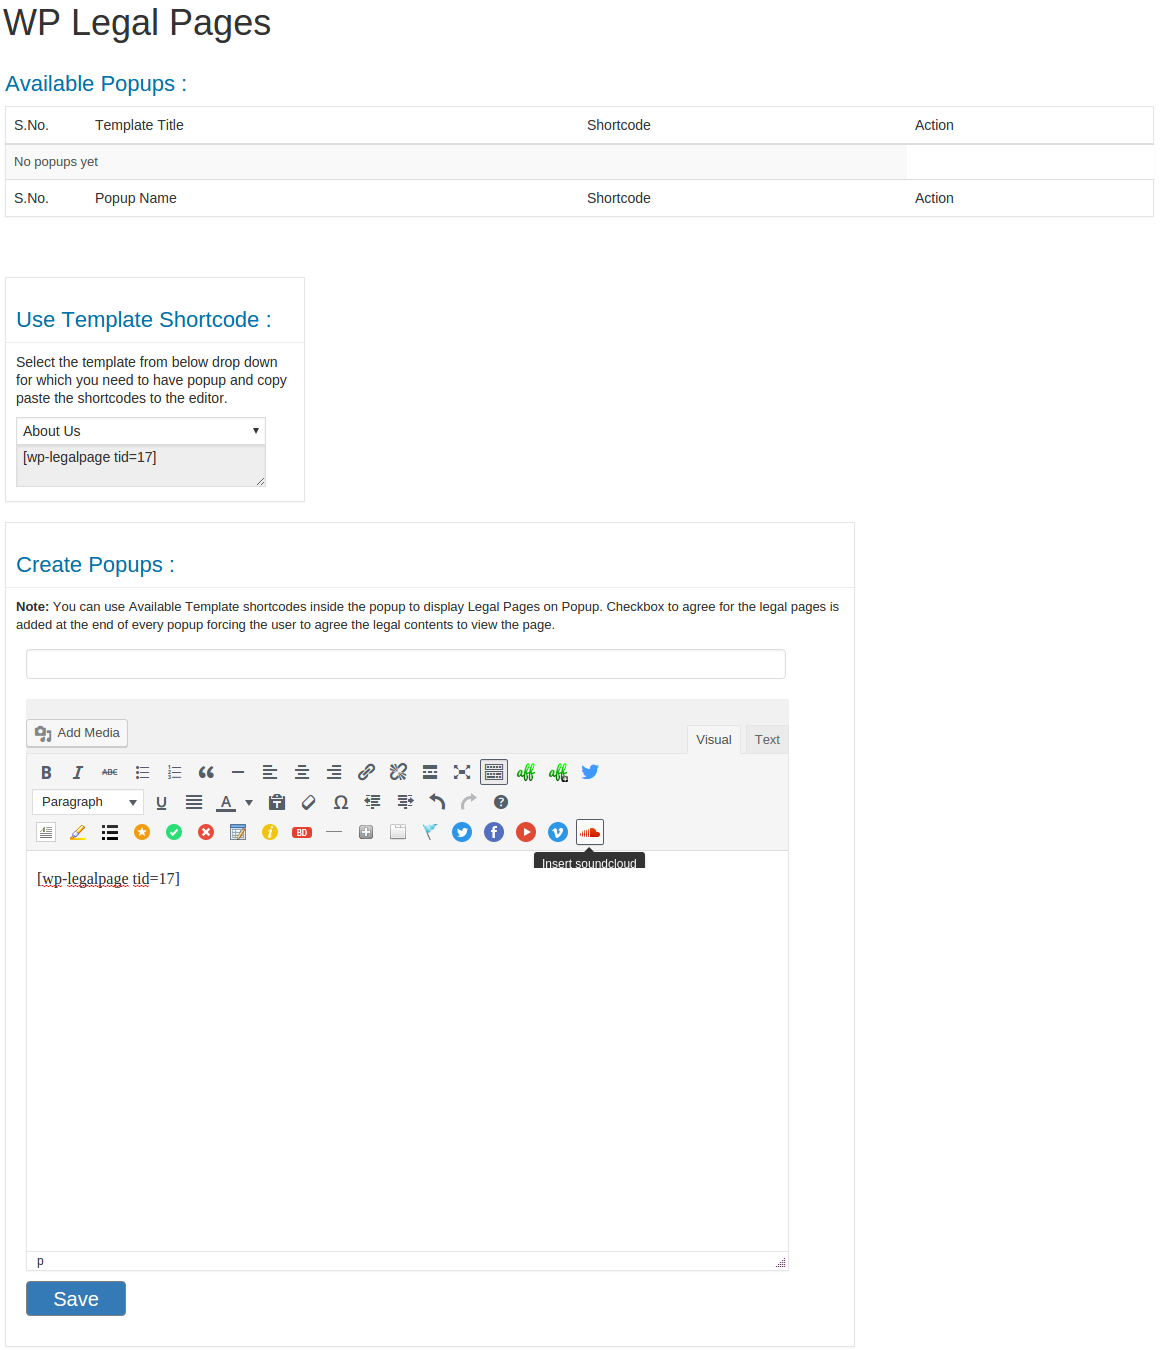 WP Legal Pages
Available Popups :
S.No. Template Title Shortcode Action
No popups yet
S.No. Popup Name Shortcode Action
Use Template Shortcode :
Select the template from below drop down
for which you need to have popup and copy
paste the shortcodes to the editor.
About Us
[wp-legalpage tid=17]
Create Popups :
Note: You can use Available Template shortcodes inside the popup to display Legal Pages on Popup. Checkbox to agree for the legal pages is
added at the end of every popup forcing the user to agree the legal contents to view the page.
Add Media
Visual Text
B I ABC aff aff
Paragraph U A Ω ?
i BD f
Insert soundcloud
[wp-legalpage tid=17]
p
Save